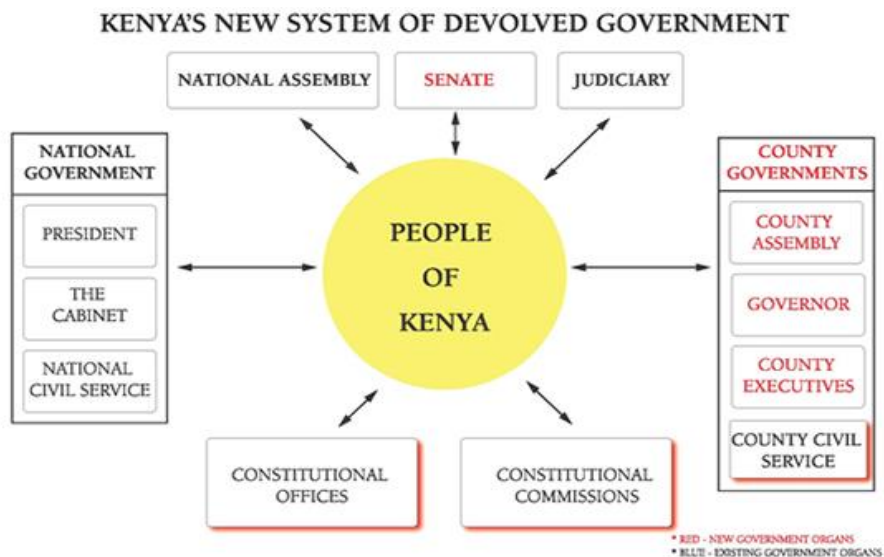 KENYA'S NEW SYSTEM OF DEVOLVED GOVERNMENT
NATIONAL ASSEMBLY
SENATE
JUDICIARY
NATIONAL
GOVERNMENT
PRESIDENT
THE
CABINET
NATIONAL
CIVIL SERVICE
PEOPLE
OF
KENYA
COUNTY
GOVERNMENTS
COUNTY
ASSEMBLY
GOVERNOR
COUNTY
EXECUTIVES
COUNTY CIVIL
SERVICE
CONSTITUTIONAL
OFFICES
CONSTITUTIONAL
COMMISSIONS
* RED - NEW GOVERNMENT ORGANS
* BLUE - EXISTING GOVERNMENT ORGANS